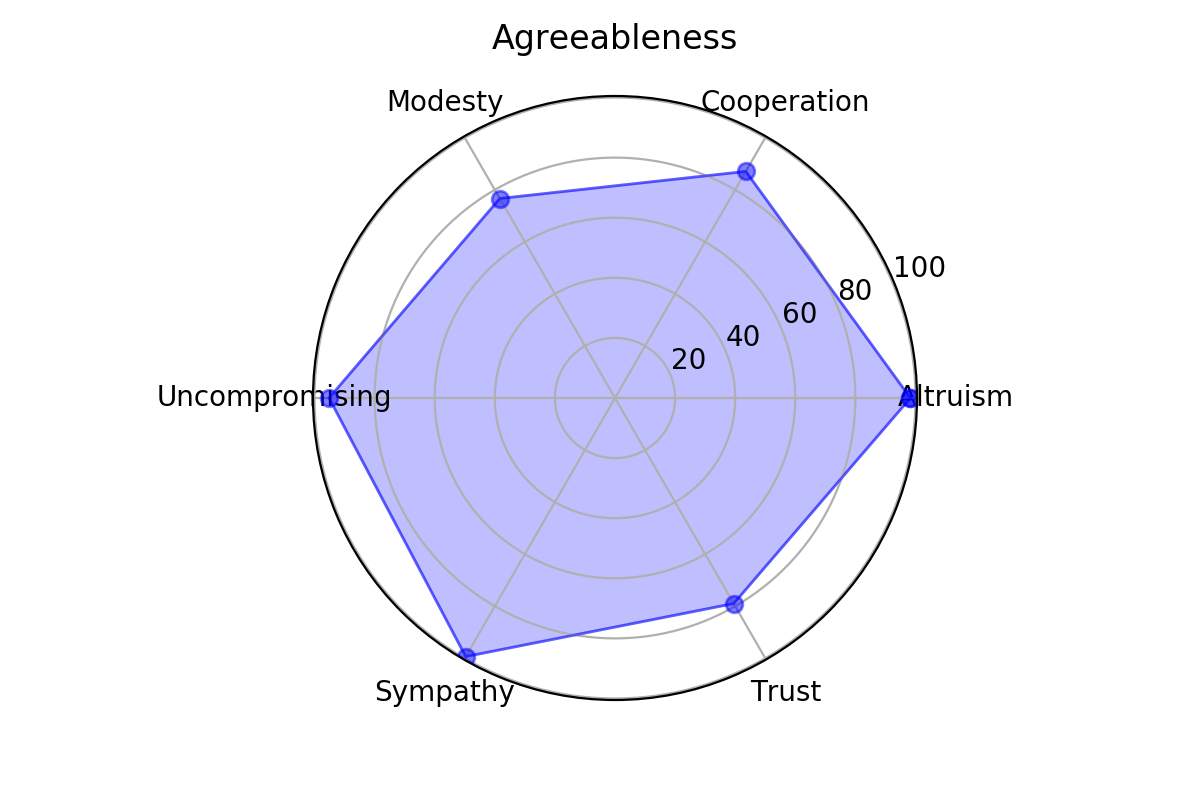 Agreeableness
Modesty
Cooperation
100
80
60
40
20
Uncompromising
Altruism
Sympathy
Trust